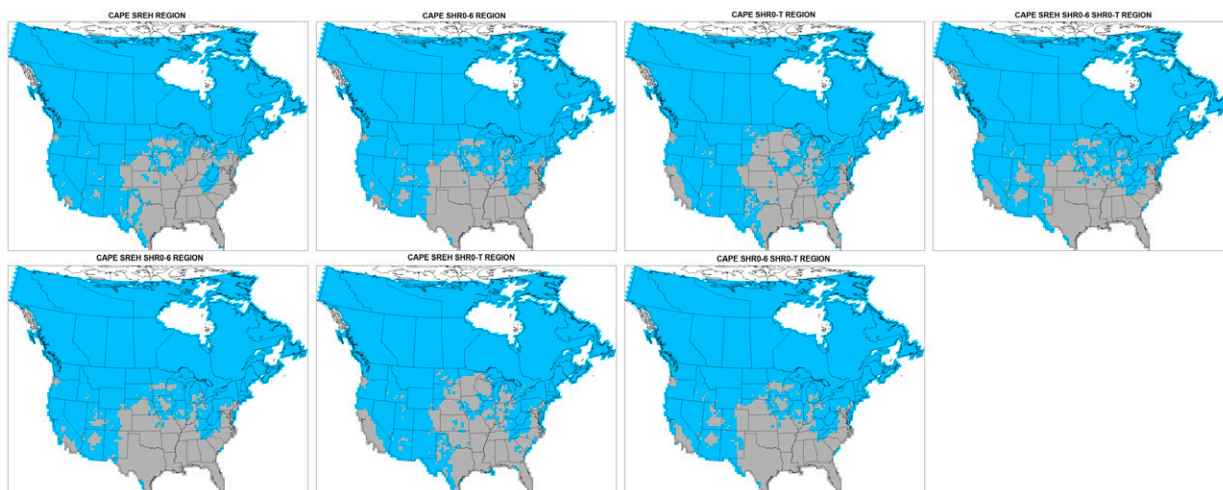 CAPE SREH REGION
CAPE SHR0-6 REGION
CAPE SHR0-T REGION
CAPE SREH SHR0-6 SHR0-T REGION
CAPE SREH SHR0-6 REGION
CAPE SREH SHR0-T REGION
CAPE SHR0-6 SHR0-T REGION